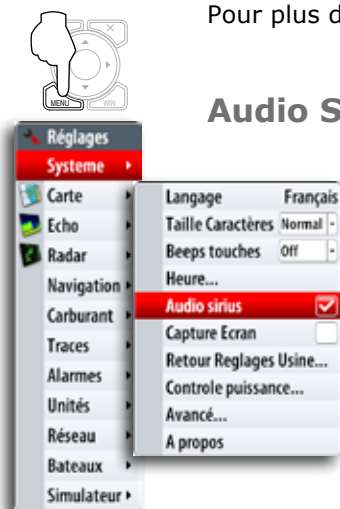 Pour plus d
MENU
WIN
Audio S
Réglages
Systeme
Carte
Echo
Radar
Navigation
Carburant
Traces
Alarmes
Unités
Réseau
Bateaux
Simulateur
Langage Français
Taille Caractères Normal
Beeps touches Off
Heure...
Audio sirius
Capture Ecran
Retour Reglages Usine...
Controle puissance...
Avancé...
A propos